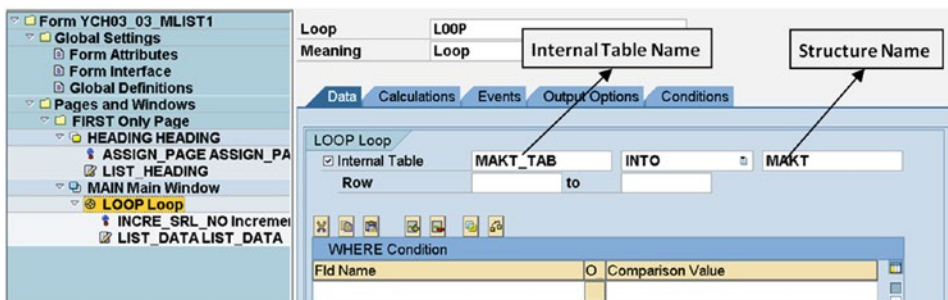 Form YCH03_03_MLIST1
Global Settings
Form Attributes
Form Interface
Global Definitions
Pages and Windows
FIRST Only Page
HEADING HEADING
ASSIGN_PAGE ASSIGN_PA
LIST_HEADING
MAIN Main Window
LOOP Loop
INCRE_SRL_NO Incremen
LIST_DATA LIST_DATA
Loop LOOP
Meaning Loop
Internal Table Name
Structure Name
Data Calculations Events Output Options Conditions
LOOP Loop
Internal Table MAKT_TAB INTO MAKT
Row to
WHERE Condition
Fld Name O Comparison Value